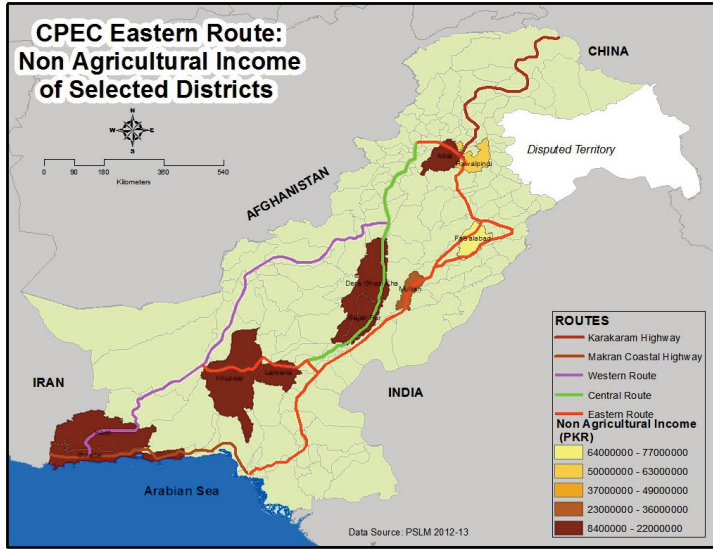 CPEC Eastern Route:
Non Agricultural Income
of Selected Districts
N
W
E
S
0 90 180 360 540
Kilometers
CHINA
Disputed Territory
AFGHANISTAN
Rawalpindi
Faisalabad
Multan
Larkana
IRAN
INDIA
Arabian Sea
Data Source: PSLM 2012-13
ROUTES
Karakaram Highway
Makran Coastal Highway
Western Route
Central Route
Eastern Route
Non Agricultural Income
(PKR)
64000000 - 77000000
50000000 - 63000000
37000000 - 49000000
23000000 - 36000000
8400000 - 22000000